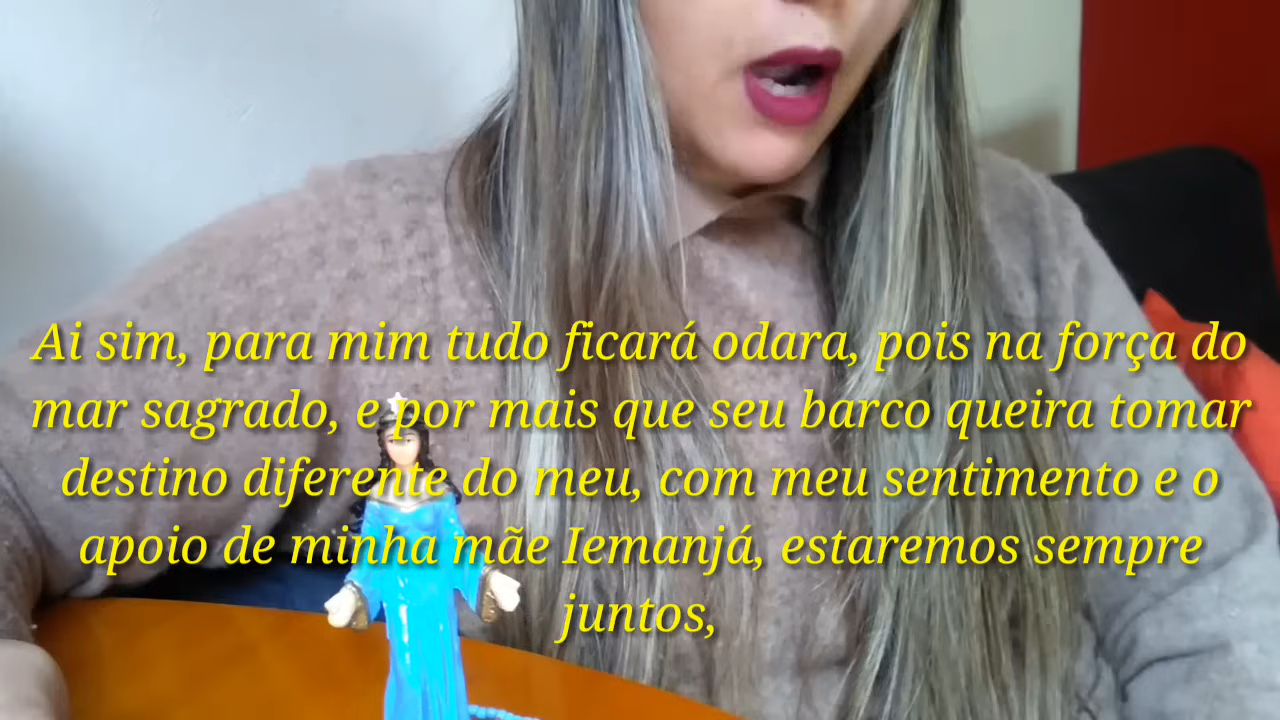 Ai sim, para mim tudo ficará odara, pois na força do
mar sagrado, e por mais que seu barco queira tomar
destino diferente do meu, com meu sentimento e o
apoio de minha mãe Iemanjá, estaremos sempre
juntos,